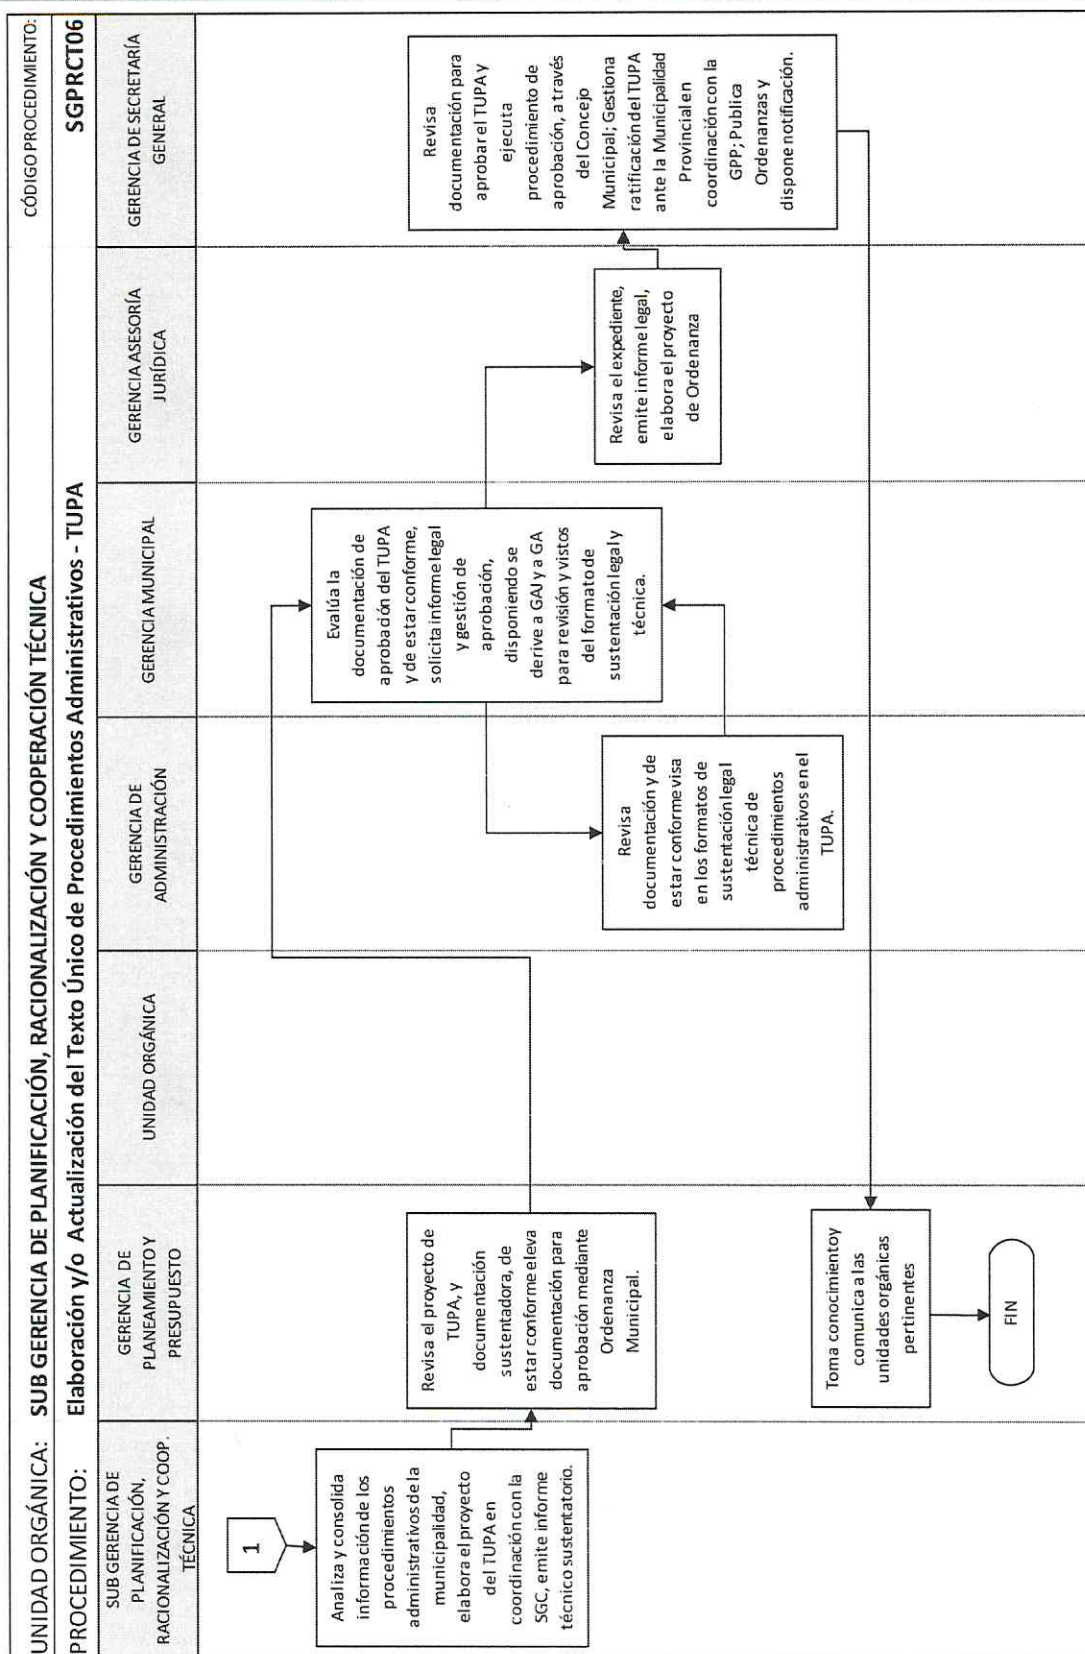 UNIDAD ORGÁNICA: SUB GERENCIA DE PLANIFICACIÓN, RACIONALIZACIÓN Y COOPERACIÓN TÉCNICA
CÓDIGO PROCEDIMIENTO:
PROCEDIMIENTO: Elaboración y/o Actualización del Texto Único de Procedimientos Administrativos - TUPA
SGPRCT06
SUB GERENCIA DE
PLANIFICACIÓN,
RACIONALIZACIÓN Y COOP.
TÉCNICA
GERENCIA DE
PLANEAMIENTO Y
PRESUPUESTO
UNIDAD ORGÁNICA
GERENCIA DE
ADMINISTRACIÓN
GERENCIA MUNICIPAL
GERENCIA ASESORÍA
JURÍDICA
GERENCIA DE SECRETARÍA
GENERAL
1
Analiza y consolida
información de los
procedimientos
administrativos de la
municipalidad,
elabora el proyecto
del TUPA en
coordinación con la
SGC, emite informe
técnico sustentatorio.
Revisa el proyecto de
TUPA, y
documentación
sustentadora, de
estar conforme eleva
documentación para
aprobación mediante
Ordenanza
Municipal.
Evalúa la
documentación de
aprobación del TUPA
y de estar conforme,
solicita informe legal
y gestión de
aprobación,
disponiendo se
derive a GAJ y a GA
para revisión y vistos
del formato de
sustentación legal y
técnica.
Revisa
documentación y de
estar conforme visa
en los formatos de
sustentación legal
técnica de
procedimientos
administrativos en el
TUPA.
Revisa el expediente,
emite informe legal,
elabora el proyecto
de Ordenanza
Revisa
documentación para
aprobar el TUPA y
ejecuta
procedimiento de
aprobación, a través
del Concejo
Municipal; Gestiona
ratificación del TUPA
ante la Municipalidad
Provincial en
coordinación con la
GPP; Publica
Ordenanzas y
dispone notificación.
Toma conocimiento y
comunica a las
unidades orgánicas
pertinentes
FIN